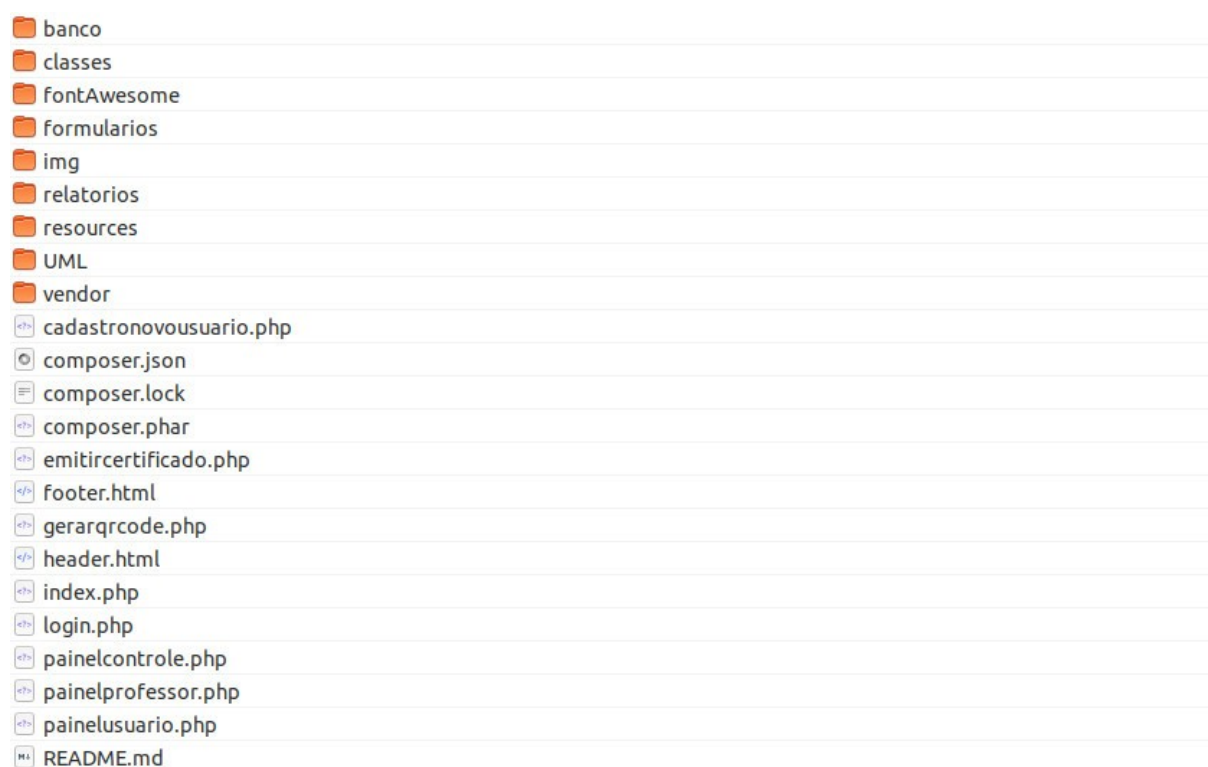 banco
classes
fontAwesome
formularios
img
relatorios
resources
UML
vendor
cadastronovousuario.php
composer.json
composer.lock
composer.phar
emitircertificado.php
footer.html
gerarqrcode.php
header.html
index.php
login.php
painelcontrole.php
painelprofessor.php
painelusuario.php
README.md